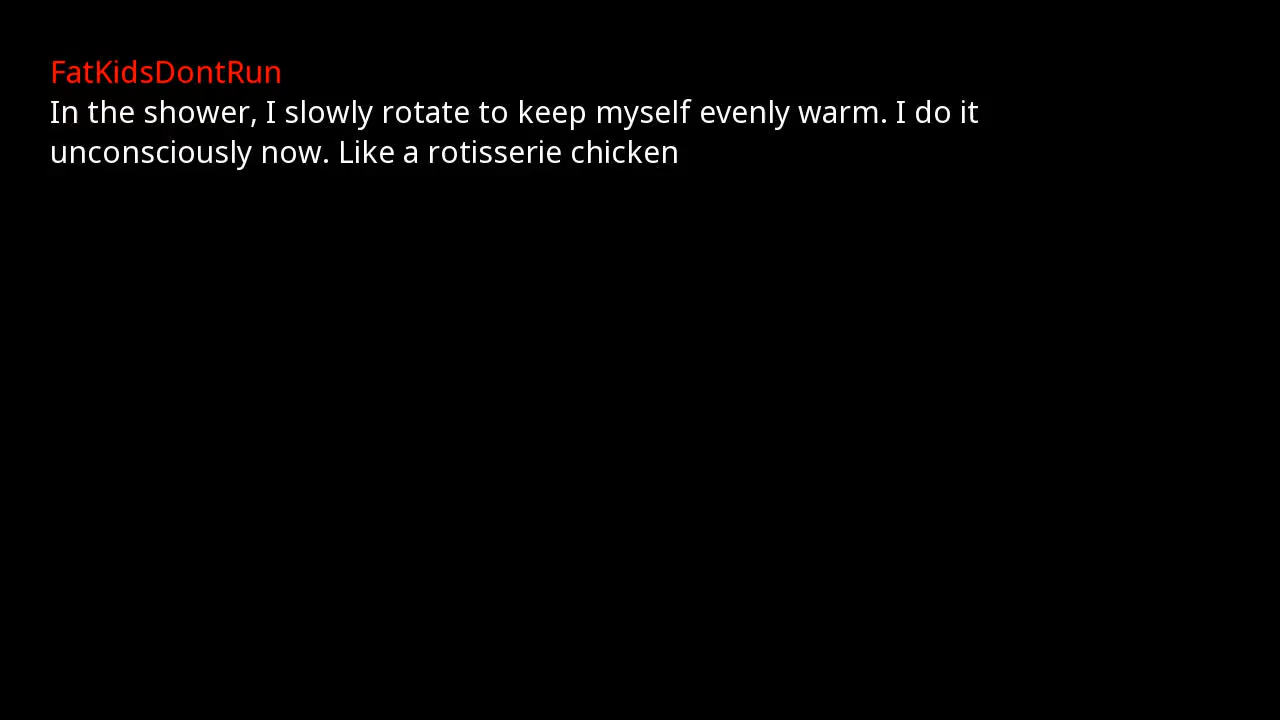 FatKidsDontRun
In the shower, I slowly rotate to keep myself evenly warm. I do it
unconsciously now. Like a rotisserie chicken